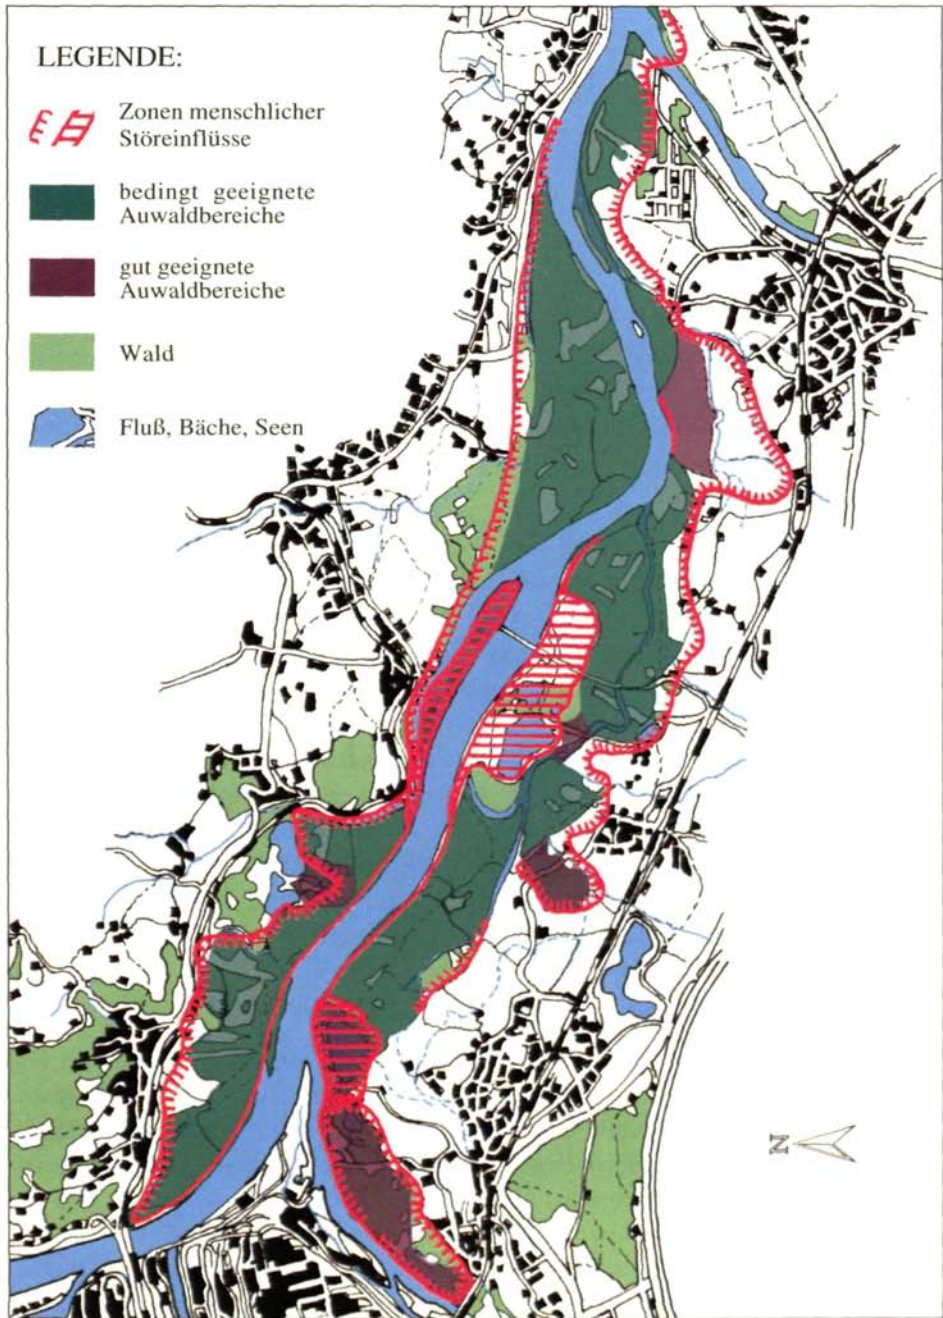 LEGENDE:
Zonen menschlicher
Störeinflüsse
bedingt geeignete
Auwaldbereiche
gut geeignete
Auwaldbereiche
Wald
Fluß, Bäche, Seen
N